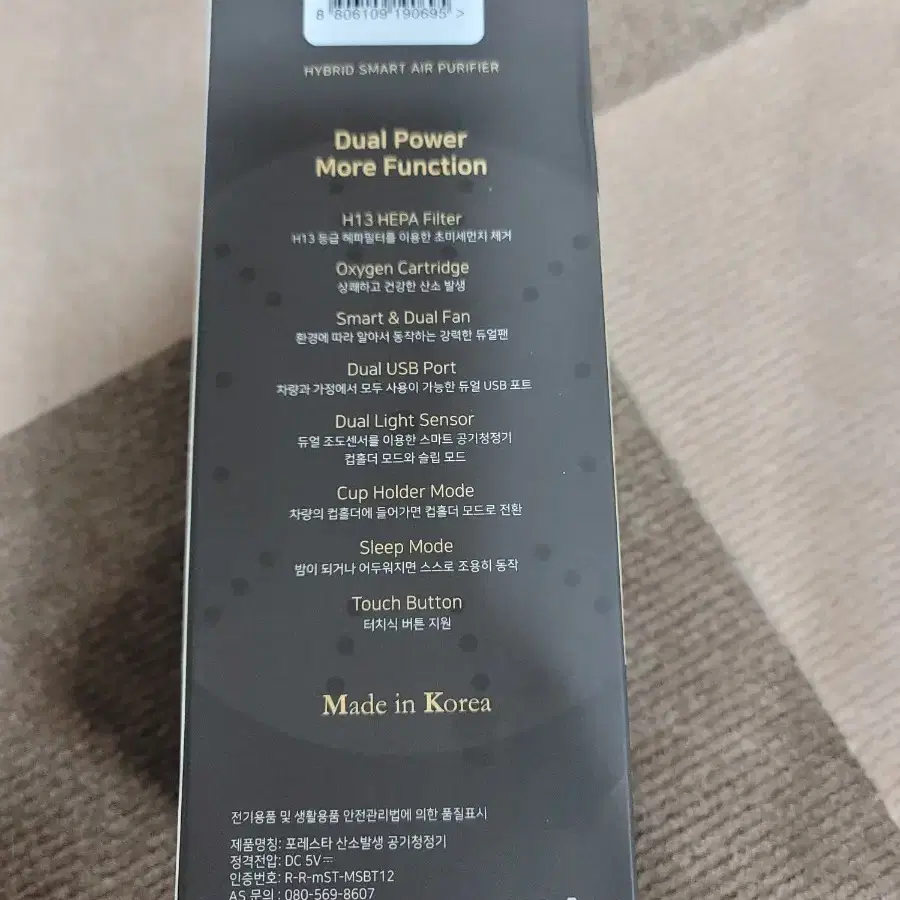 8 806109 190695 >
HYBRID SMART AIR PURIFIER
Dual Power
More Function
H13 HEPA Filter
H13 등급 헤파필터를 이용한 초미세먼지 제거
Oxygen Cartridge
상쾌하고 건강한 산소 발생
Smart & Dual Fan
환경에 따라 알아서 동작하는 강력한 듀얼팬
Dual USB Port
차량과 가정에서 모두 사용이 가능한 듀얼 USB 포트
Dual Light Sensor
듀얼 조도센서를 이용한 스마트 공기청정기
컵홀더 모드와 슬립 모드
Cup Holder Mode
차량의 컵홀더에 들어가면 컵홀더 모드로 전환
Sleep Mode
밤이 되거나 어두워지면 스스로 조용히 동작
Touch Button
터치식 버튼 지원
Made in Korea
전기용품 및 생활용품 안전관리법에 의한 품질표시
제품명칭: 포레스타 산소발생 공기청정기
정격전압: DC 5V⎓
인증번호: R-R-mST-MSBT12
AS 문의 : 080-569-8607